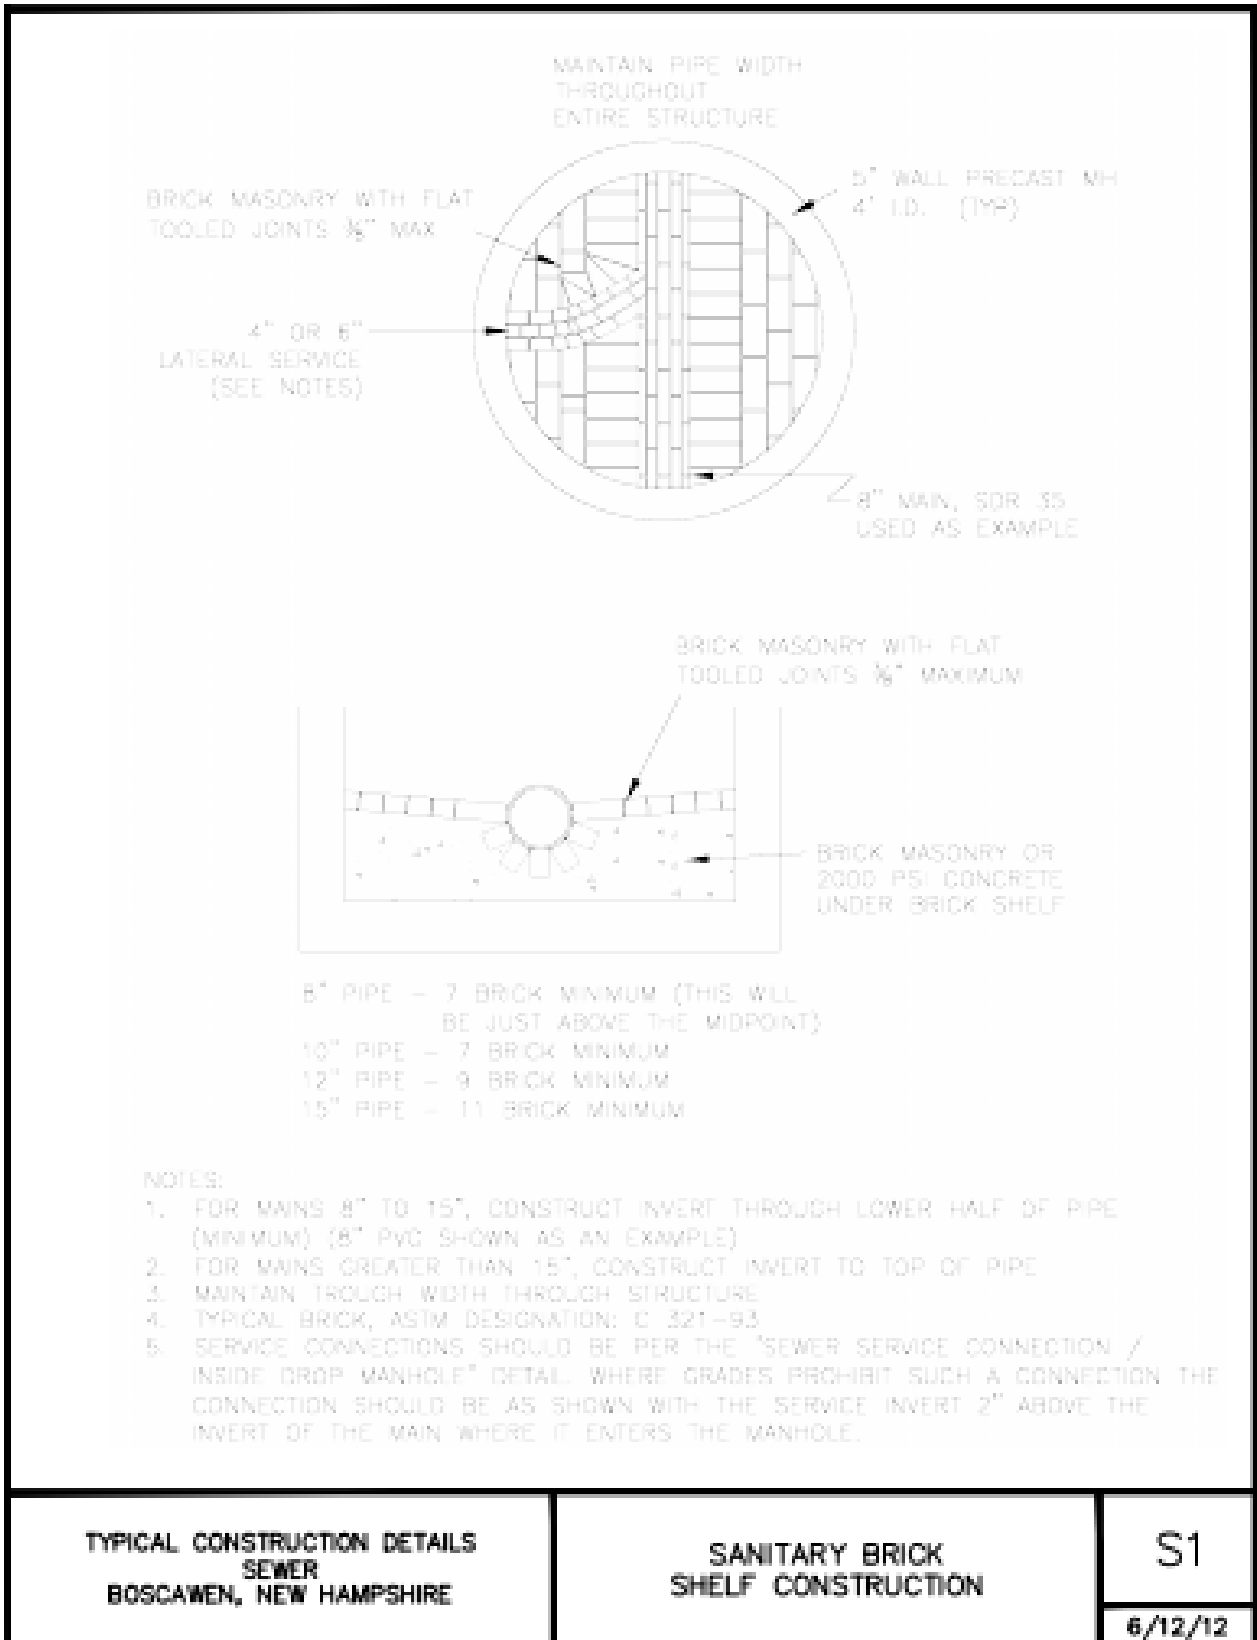 MAINTAIN PIPE WIDTH
THROUGHOUT
ENTIRE STRUCTURE
5" WALL PRECAST MH
4' I.D. (TYP)
BRICK MASONRY WITH FLAT
TOOLED JOINTS ⅜" MAX
4" OR 6"
LATERAL SERVICE
(SEE NOTES)
8" MAIN, SDR 35
USED AS EXAMPLE
BRICK MASONRY WITH FLAT
TOOLED JOINTS ⅜" MAXIMUM
BRICK MASONRY OR
2000 PSI CONCRETE
UNDER BRICK SHELF
8" PIPE - 7 BRICK MINIMUM (THIS WILL
BE JUST ABOVE THE MIDPOINT)
10" PIPE - 7 BRICK MINIMUM
12" PIPE - 9 BRICK MINIMUM
15" PIPE - 11 BRICK MINIMUM
NOTES:
1. FOR MAINS 8" TO 15", CONSTRUCT INVERT THROUGH LOWER HALF OF PIPE
(MINIMUM) (8" PVC SHOWN AS AN EXAMPLE)
2. FOR MAINS GREATER THAN 15", CONSTRUCT INVERT TO TOP OF PIPE
3. MAINTAIN TROUGH WIDTH THROUGH STRUCTURE
4. TYPICAL BRICK, ASTM DESIGNATION: C 321-93
5. SERVICE CONNECTIONS SHOULD BE PER THE "SEWER SERVICE CONNECTION /
INSIDE DROP MANHOLE" DETAIL. WHERE GRADES PROHIBIT SUCH A CONNECTION THE
CONNECTION SHOULD BE AS SHOWN WITH THE SERVICE INVERT 2" ABOVE THE
INVERT OF THE MAIN WHERE IT ENTERS THE MANHOLE.
TYPICAL CONSTRUCTION DETAILS
SEWER
BOSCAWEN, NEW HAMPSHIRE
SANITARY BRICK
SHELF CONSTRUCTION
S1
6/12/12